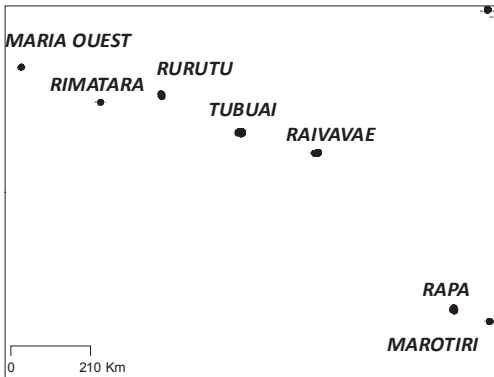 MARIA OUEST
RURUTU
RIMATARA
TUBUAI
RAIVAVAE
RAPA
MAROTIRI
0 210 Km